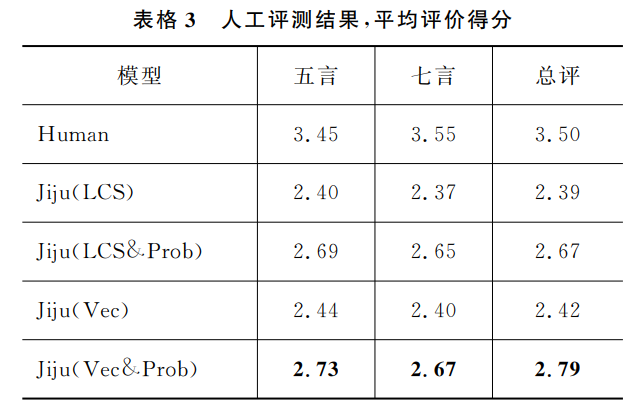 表格3 人工评测结果,平均评价得分
模型 五言 七言 总评
Human 3.45 3.55 3.50
Jiju(LCS) 2.40 2.37 2.39
Jiju(LCS&Prob) 2.69 2.65 2.67
Jiju(Vec) 2.44 2.40 2.42
Jiju(Vec&Prob) 2.73 2.67 2.79